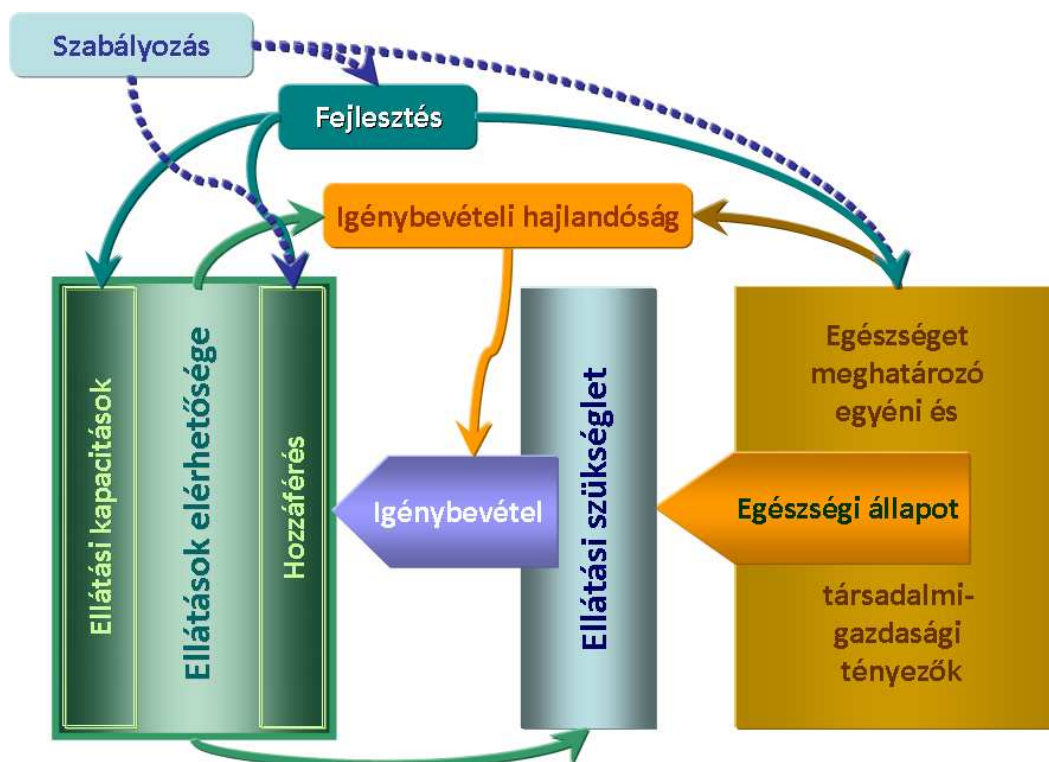 Szabályozás
Fejlesztés
Igénybevételi hajlandóság
Ellátási kapacitások
Ellátások elérhetősége
Hozzáférés
Igénybevétel
Ellátási szükséglet
Egészséget
meghatározó
egyéni és
Egészségi állapot
társadalmi-
gazdasági
tényezők